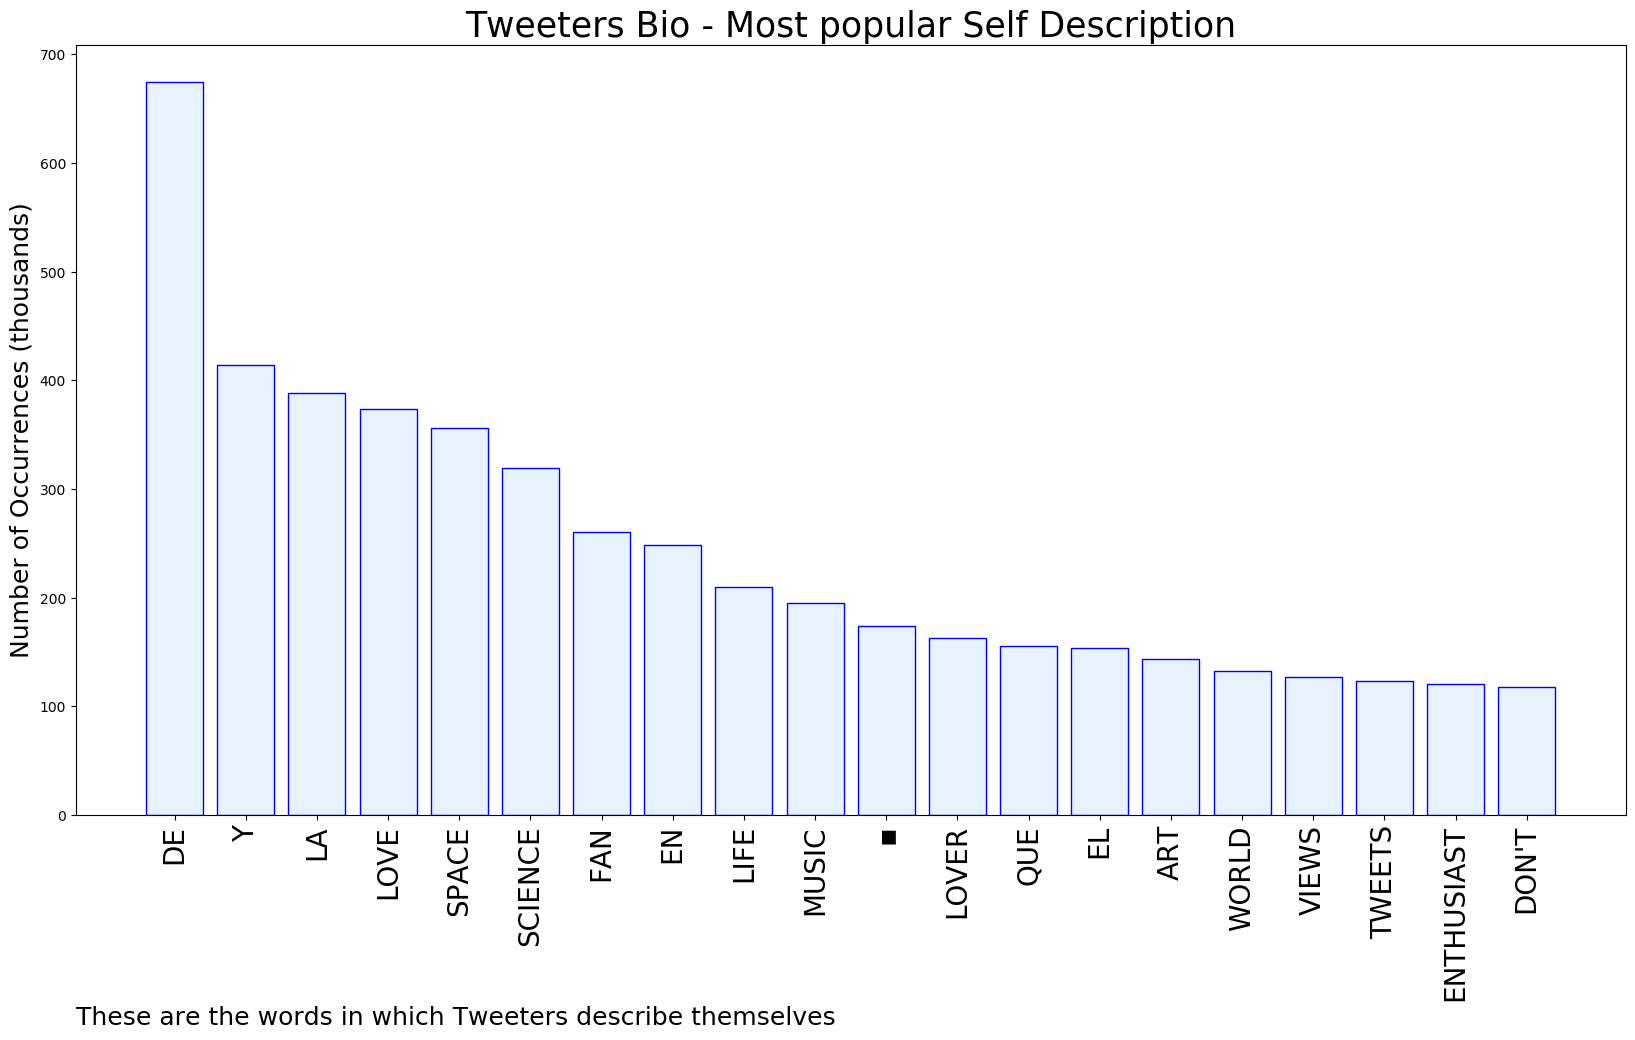 Tweeters Bio - Most popular Self Description
Number of Occurrences (thousands)
700
600
500
400
300
200
100
0
DE
Y
LA
LOVE
SPACE
SCIENCE
FAN
EN
LIFE
MUSIC
■
LOVER
QUE
EL
ART
WORLD
VIEWS
TWEETS
ENTHUSIAST
DON'T
These are the words in which Tweeters describe themselves